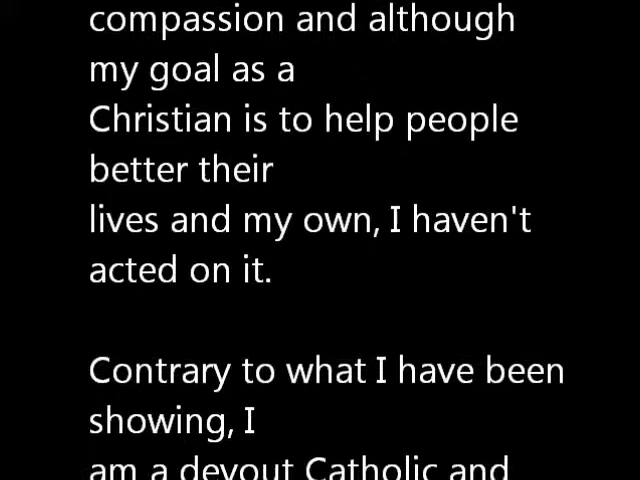 compassion and although
my goal as a
Christian is to help people
better their
lives and my own, I haven't
acted on it.
Contrary to what I have been
showing, I
am a devout Catholic and